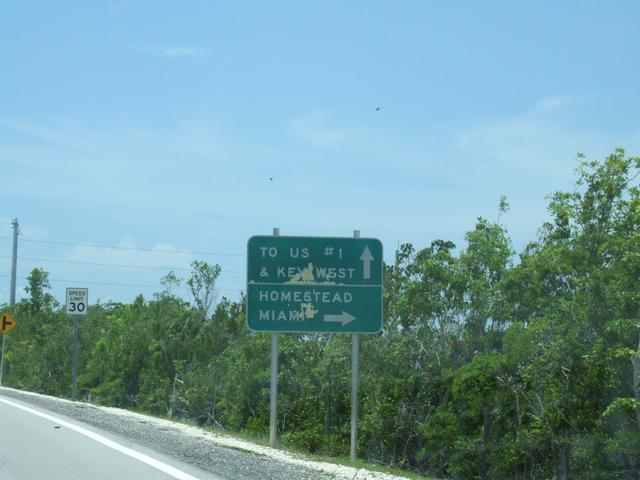 TO US #1
& KEY WEST
HOMESTEAD
MIAMI
SPEED
LIMIT
30